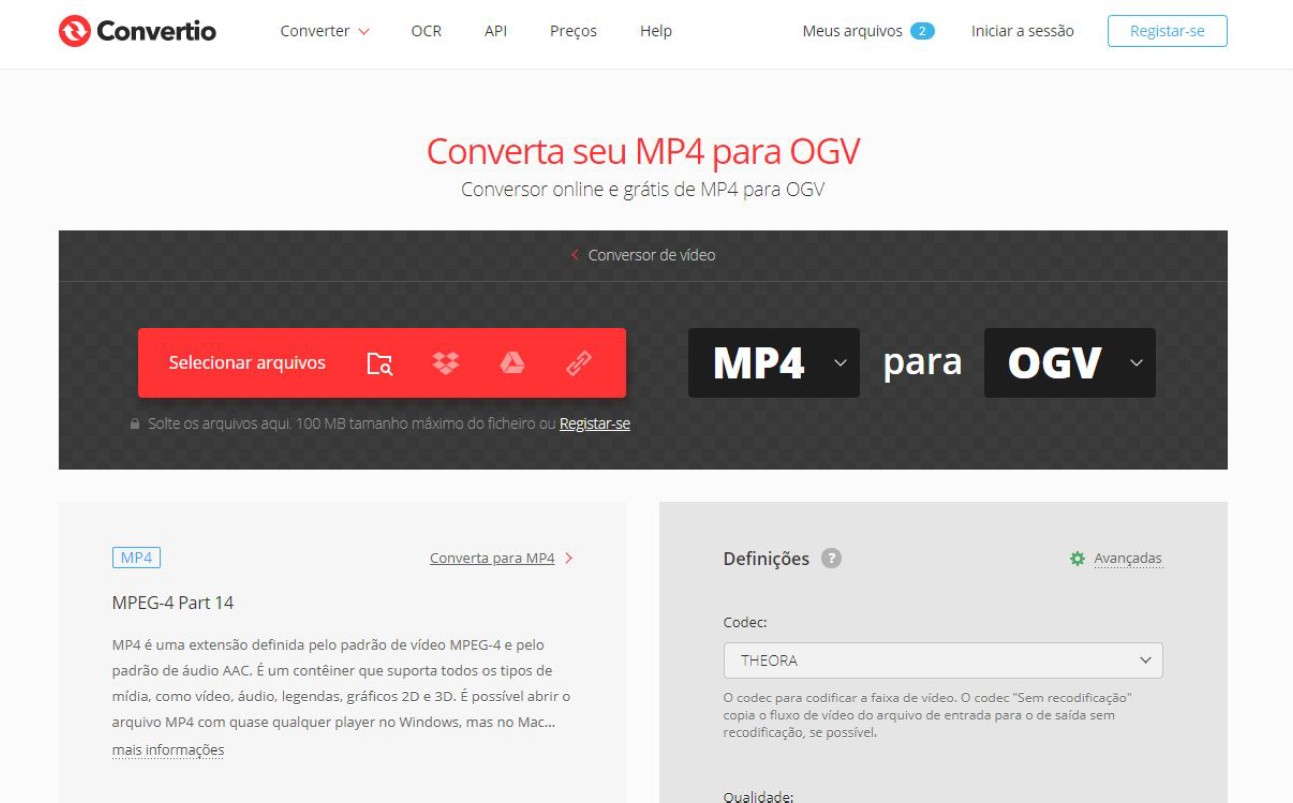 Convertio Converter OCR API Preços Help Meus arquivos 2 Iniciar a sessão Registar-se
Converta seu MP4 para OGV
Conversor online e grátis de MP4 para OGV
Conversor de vídeo
Selecionar arquivos MP4 para OGV
Solte os arquivos aqui. 100 MB tamanho máximo do ficheiro ou Registar-se
MP4 Converta para MP4
MPEG-4 Part 14
MP4 é uma extensão definida pelo padrão de vídeo MPEG-4 e pelo
padrão de áudio AAC. É um contêiner que suporta todos os tipos de
mídia, como vídeo, áudio, legendas, gráficos 2D e 3D. É possível abrir o
arquivo MP4 com quase qualquer player no Windows, mas no Mac...
mais informações
Definições ? Avançadas
Codec:
THEORA
O codec para codificar a faixa de vídeo. O codec "Sem recodificação"
copia o fluxo de vídeo do arquivo de entrada para o de saída sem
recodificação, se possível.
Qualidade: